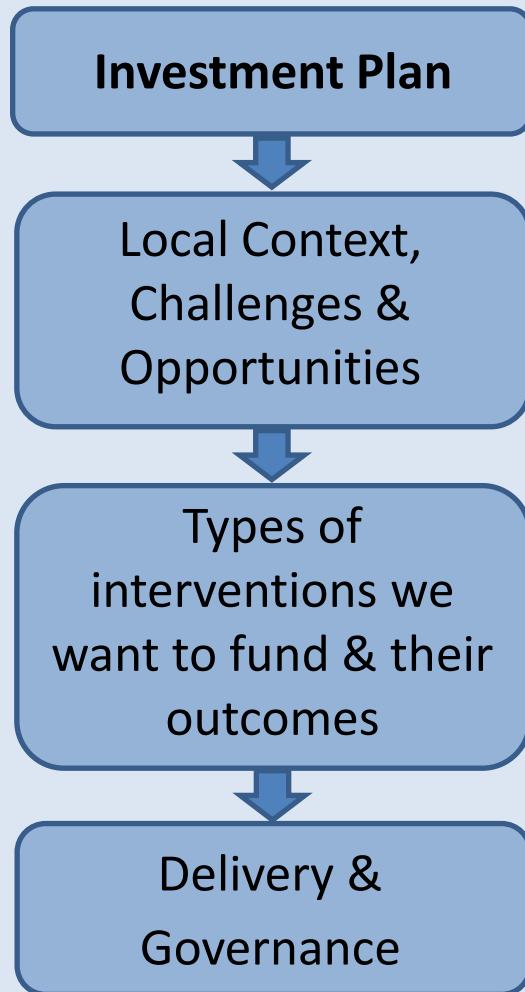 Investment Plan
Local Context,
Challenges &
Opportunities
Types of
interventions we
want to fund & their
outcomes
Delivery &
Governance